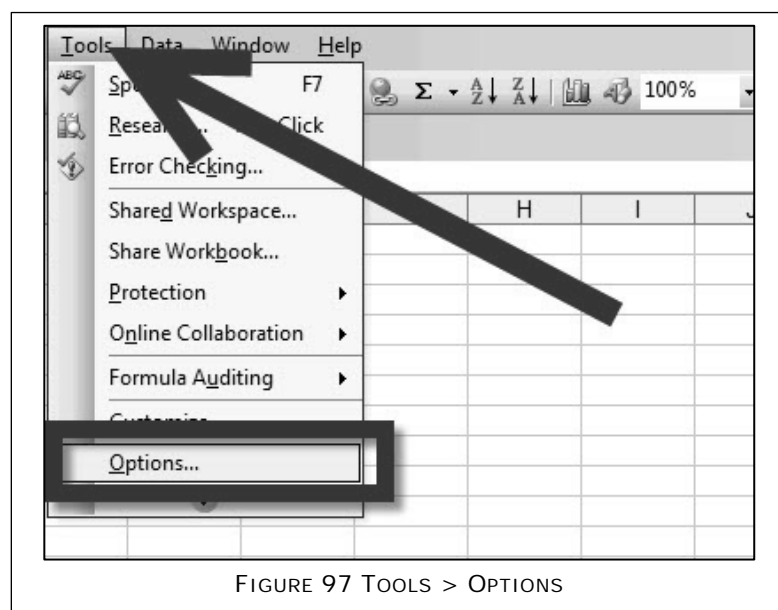 Tools Data Window Help
F7
Σ A Z Z A 100%
Click
Error Checking...
Shared Workspace...
H I J
Share Workbook...
Protection
Online Collaboration
Formula Auditing
Options...
FIGURE 97 TOOLS > OPTIONS